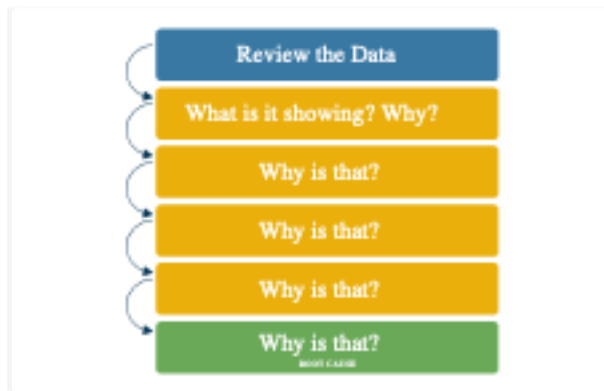 Review the Data
What is it showing? Why?
Why is that?
Why is that?
Why is that?
Why is that?
ROOT CAUSE